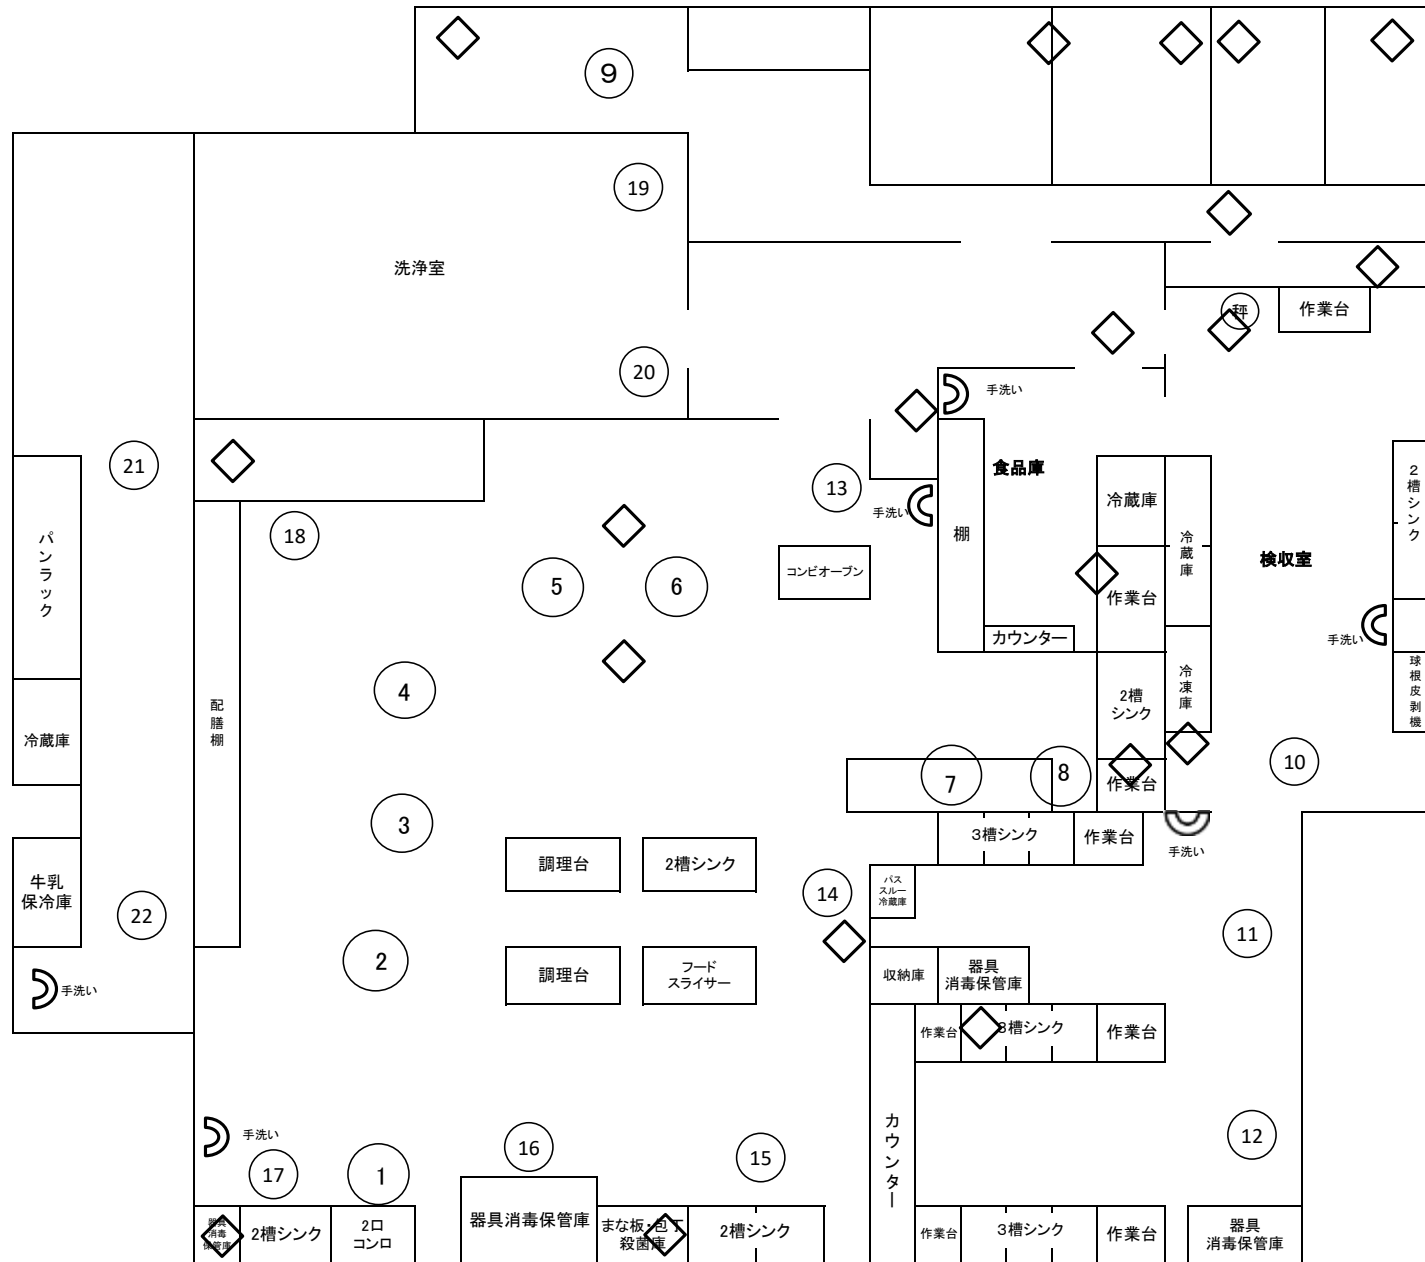 9
19
洗浄室
秤
作業台
20
手洗い
21
13
食品庫
冷蔵庫
2槽シンク
手洗い
18
棚
冷蔵庫
検収室
パンラック
5
6
コンビオーブン
作業台
カウンター
手洗い
4
冷凍庫
球根皮剥機
2槽
シンク
配膳棚
冷蔵庫
10
7
8
作業台
3
3槽シンク
作業台
手洗い
調理台
2槽シンク
牛乳
保冷庫
パス
スルー
冷蔵庫
14
22
11
2
調理台
フード
スライサー
収納庫
器具
消毒保管庫
手洗い
作業台
3槽シンク
作業台
カウンター
手洗い
12
16
15
17
1
器具
消毒
保管庫
2槽シンク
2口
コンロ
器具消毒保管庫
まな板・包丁
殺菌庫
2槽シンク
作業台
3槽シンク
作業台
器具
消毒保管庫